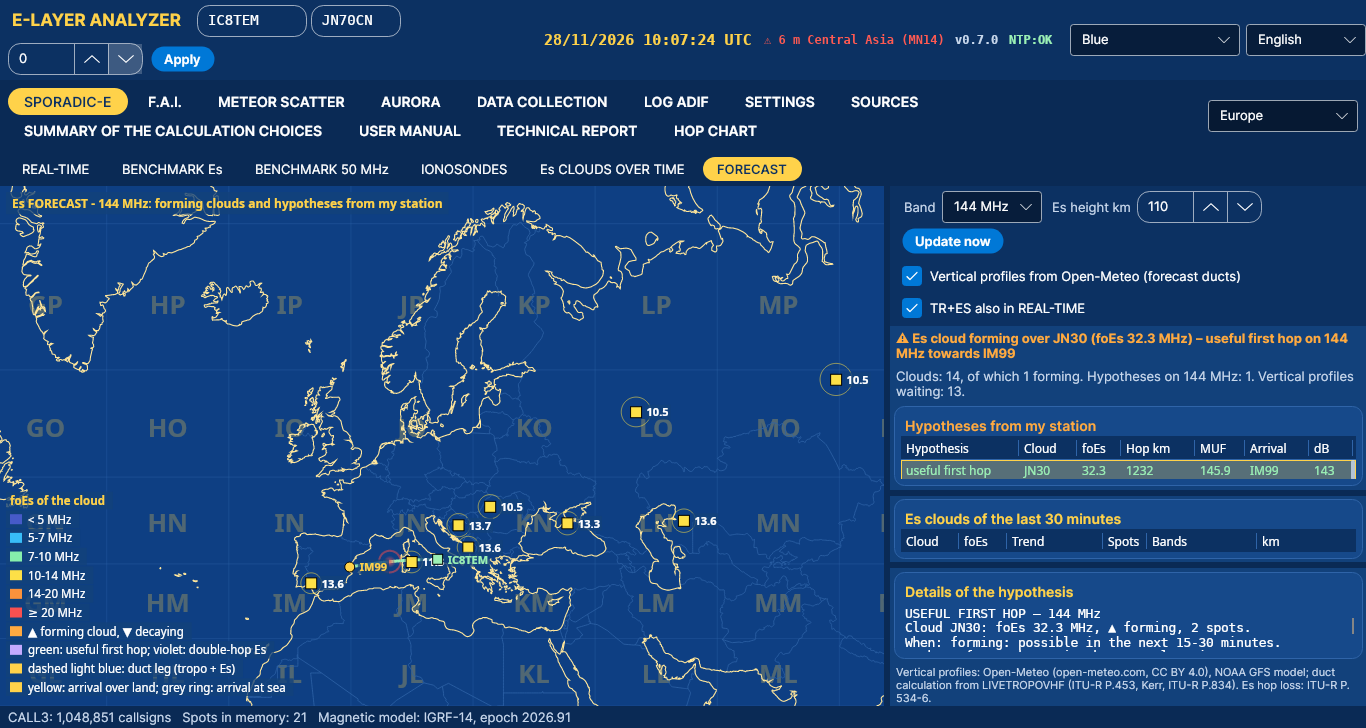 E-LAYER ANALYZER
IC8TEM
JN70CN
28/11/2026 10:07:24 UTC
⚠ 6 m Central Asia (MN14)
v0.7.0
NTP:OK
Blue
English
0
Apply
SPORADIC-E
F.A.I.
METEOR SCATTER
AURORA
DATA COLLECTION
LOG ADIF
SETTINGS
SOURCES
SUMMARY OF THE CALCULATION CHOICES
USER MANUAL
TECHNICAL REPORT
HOP CHART
Europe
REAL-TIME
BENCHMARK Es
BENCHMARK 50 MHz
IONOSONDES
Es CLOUDS OVER TIME
FORECAST
Es FORECAST - 144 MHz: forming clouds and hypotheses from my station
GP
HP
IP
JP
KP
LP
MP
10.5
10.5
GO
HO
IO
KO
LO
MO
foEs of the cloud
< 5 MHz
5-7 MHz
7-10 MHz
10-14 MHz
14-20 MHz
≥ 20 MHz
▲ forming cloud, ▼ decaying
green: useful first hop; violet: double-hop Es
dashed light blue: duct leg (tropo + Es)
yellow: arrival over land; grey ring: arrival at sea
HN
IN
JN
KN
LN
MN
10.5
13.7
13.3
13.6
13.6
IC8TEM
IM99
13.6
HM
IM
JM
KM
LM
MM
IL
JL
KL
LL
ML
Band
144 MHz
Es height km
110
Update now
Vertical profiles from Open-Meteo (forecast ducts)
TR+ES also in REAL-TIME
⚠ Es cloud forming over JN30 (foEs 32.3 MHz) – useful first hop on 144
MHz towards IM99
Clouds: 14, of which 1 forming. Hypotheses on 144 MHz: 1. Vertical profiles
waiting: 13.
Hypotheses from my station
Hypothesis Cloud foEs Hop km MUF Arrival dB
useful first hop JN30 32.3 1232 145.9 IM99 143
Es clouds of the last 30 minutes
Cloud foEs Trend Spots Bands km
Details of the hypothesis
USEFUL FIRST HOP — 144 MHz
Cloud JN30: foEs 32.3 MHz, ▲ forming, 2 spots.
When: forming: possible in the next 15-30 minutes.
Vertical profiles: Open-Meteo (open-meteo.com, CC BY 4.0), NOAA GFS model; duct
calculation from LIVETROPOVHF (ITU-R P.453, Kerr, ITU-R P.834). Es hop loss: ITU-R P.
534-6.
CALL3: 1,048,851 callsigns Spots in memory: 21 Magnetic model: IGRF-14, epoch 2026.91